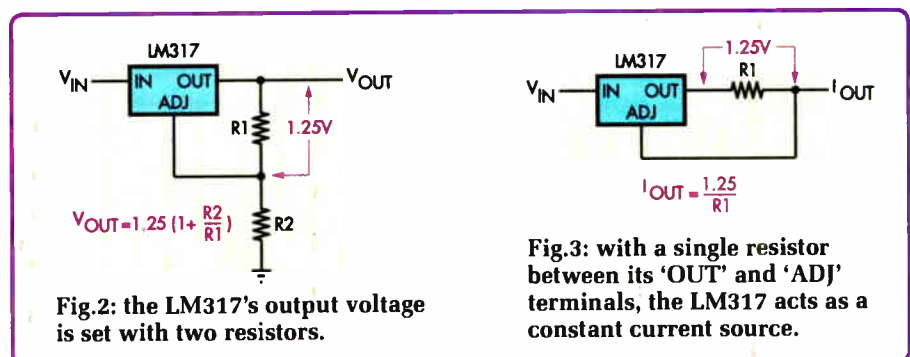 LM317
VIN
IN OUT
ADJ
VOUT
R1
1.25V
R2
VOUT=1.25 (1+ R2/R1)
Fig.2: the LM317's output voltage
is set with two resistors.
1.25V
LM317
R1
VIN
IN OUT
ADJ
IOUT
IOUT = 1.25/R1
Fig.3: with a single resistor
between its ‘OUT’ and ‘ADJ’
terminals, the LM317 acts as a
constant current source.